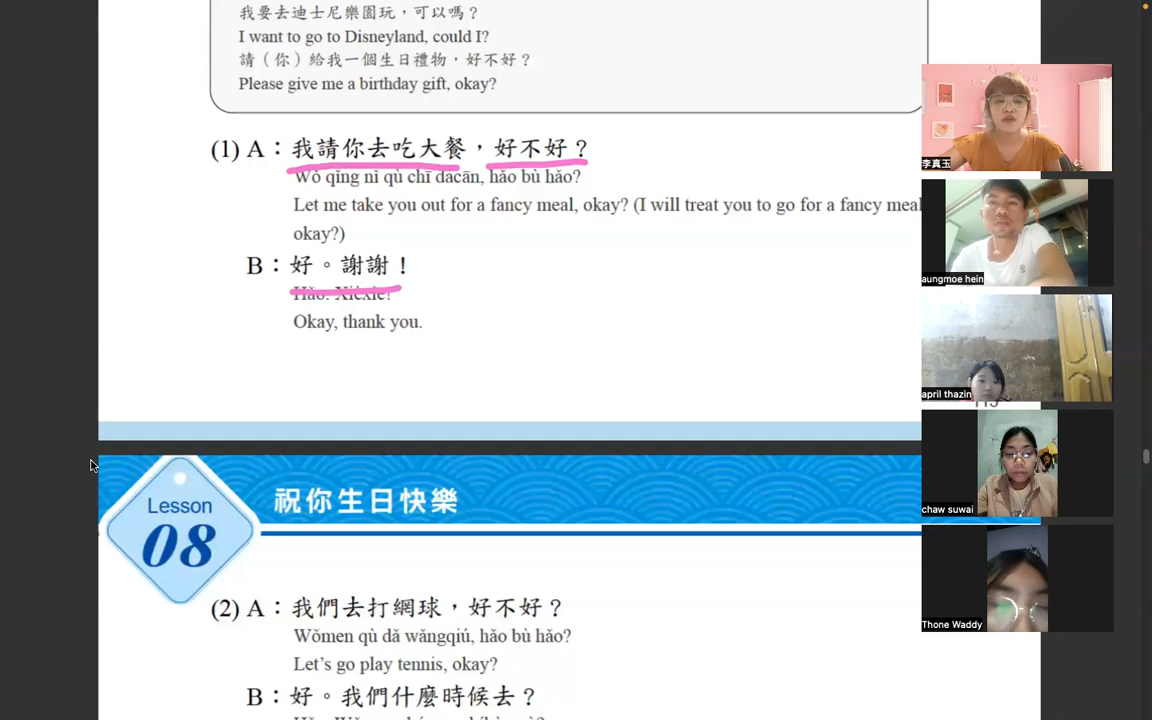 我要去迪士尼樂園玩，可以嗎？
I want to go to Disneyland, could I?
請（你）給我一個生日禮物，好不好？
Please give me a birthday gift, okay?
(1) A：我請你去吃大餐，好不好？
Wǒ qǐng nǐ qù chī dàcān, hǎo bù hǎo?
Let me take you out for a fancy meal, okay? (I will treat you to go for a fancy meal
okay?)
B：好。謝謝！
Hǎo. Xièxie!
Okay, thank you.
Lesson
08
祝你生日快樂
(2) A：我們去打網球，好不好？
Wǒmen qù dǎ wǎngqiú, hǎo bù hǎo?
Let's go play tennis, okay?
B：好。我們什麼時候去？
李真玉
aungmoe hein
april thazin
chaw suwai
Thone Waddy